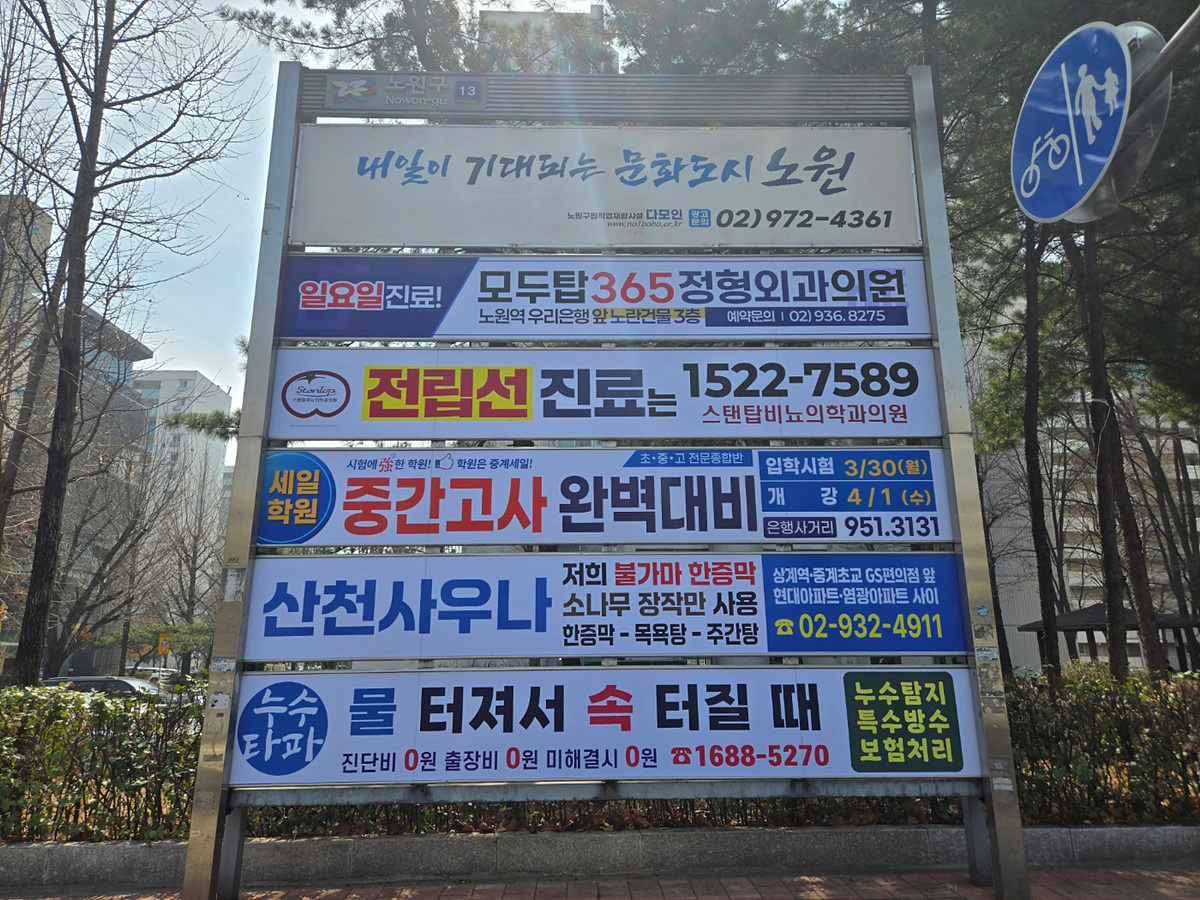 노원구 13
Nowon-gu
내일이 기대되는 문화도시 노원
노원구립직업재활시설 다모인 광고문의 02)972-4361
일요일진료! 모두탑365정형외과의원
노원역 우리은행 앞 노란건물 3층 예약문의 | 02) 936. 8275
StanTop
스탠탑비뇨의학과의원
전립선 진료는 1522-7589
스탠탑비뇨의학과의원
세일학원
시험에 强한 학원! 학원은 중계세일! 초·중·고 전문종합반
중간고사 완벽대비
입학시험 3/30(월)
개 강 4/1 (수)
은행사거리 951.3131
산천사우나
저희 불가마 한증막
소나무 장작만 사용
한증막 - 목욕탕 - 주간탕
상계역·중계초교 GS편의점 앞
현대아파트·염광아파트 사이
☎02-932-4911
누수타파
물 터져서 속 터질 때
진단비 0원 출장비 0원 미해결시 0원 ☎1688-5270
누수탐지
특수방수
보험처리